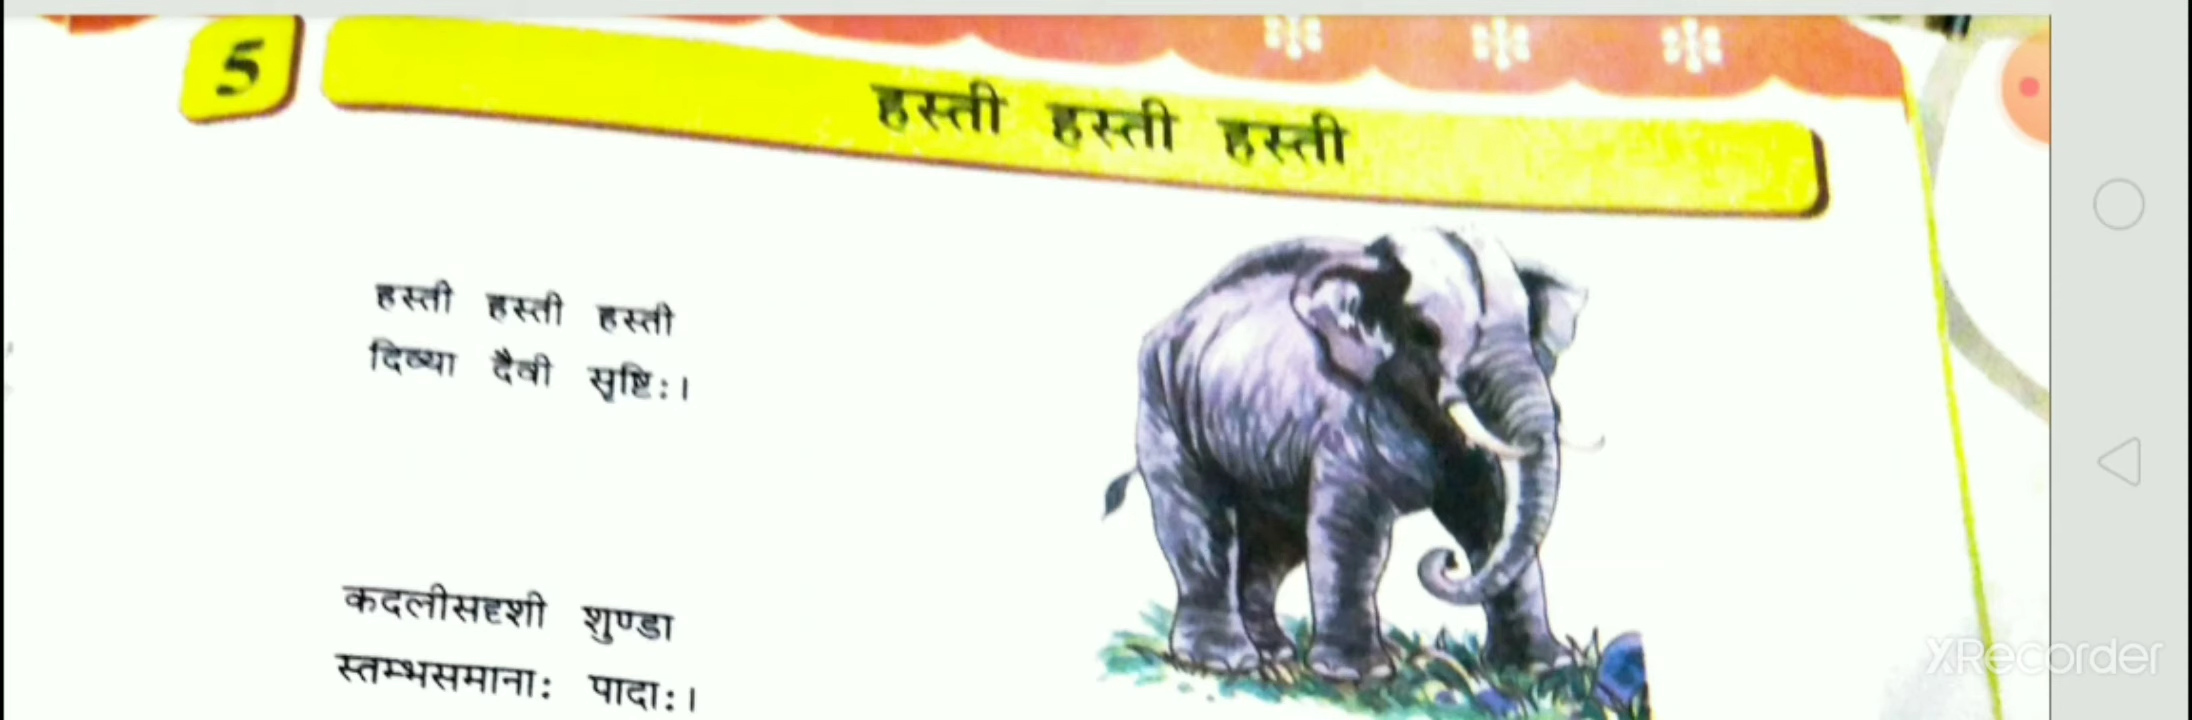 5
हस्ती हस्ती हस्ती
हस्ती हस्ती हस्ती
दिव्या दैवी सृष्टिः।
कदलीसदृशी शुण्डा
स्तम्भसमानाः पादाः।
XRecorder